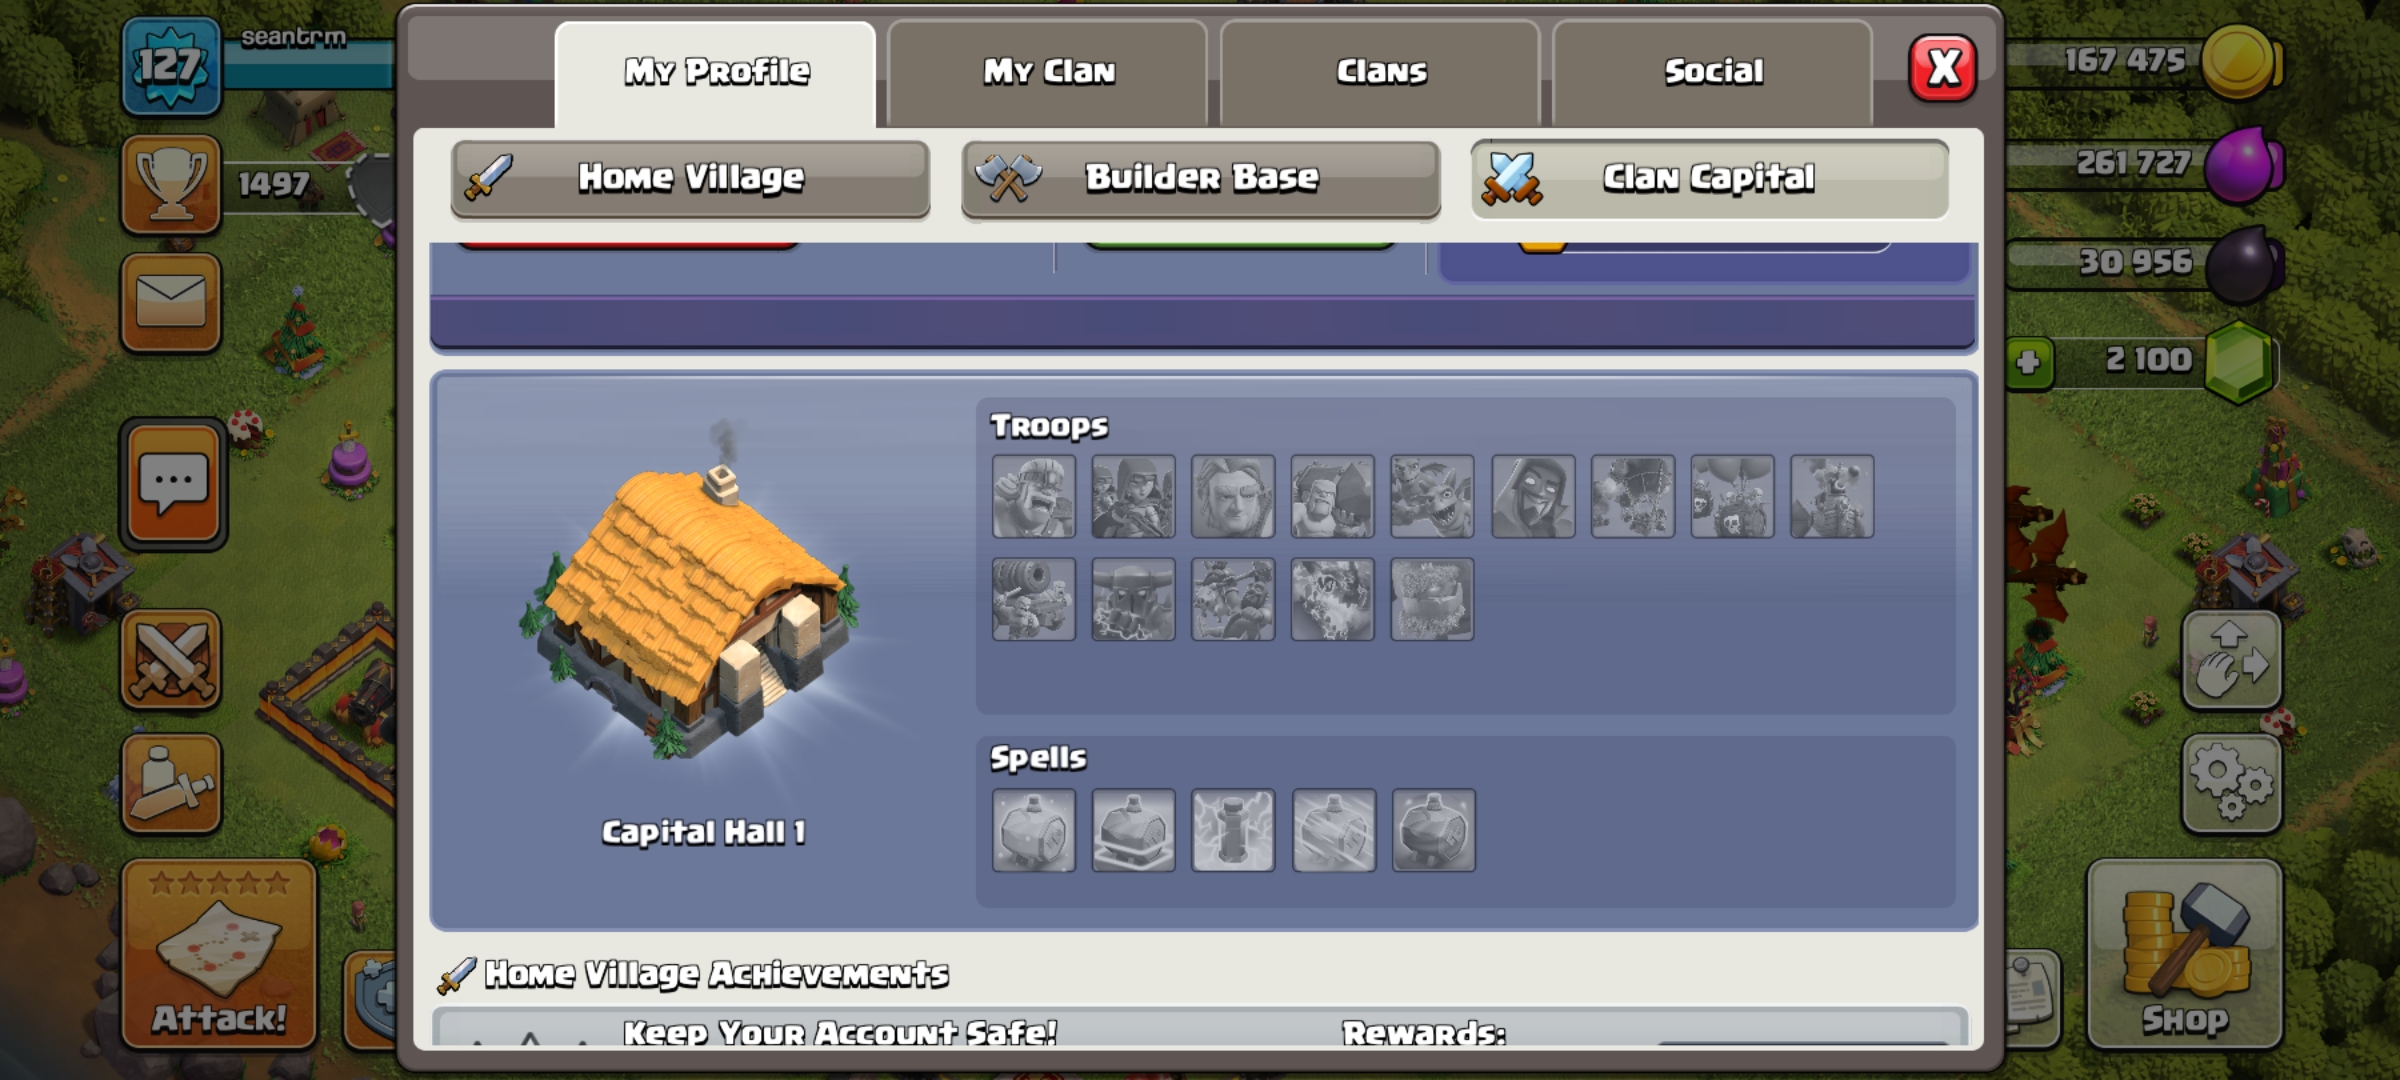 127
seantrm
My Profile
My Clan
Clans
Social
X
167 475
1497
Home Village
Builder Base
Clan Capital
261 727
30 956
2 100
Troops
Spells
Capital Hall 1
Home Village Achievements
Keep Your Account Safe!
Rewards:
Attack!
Shop